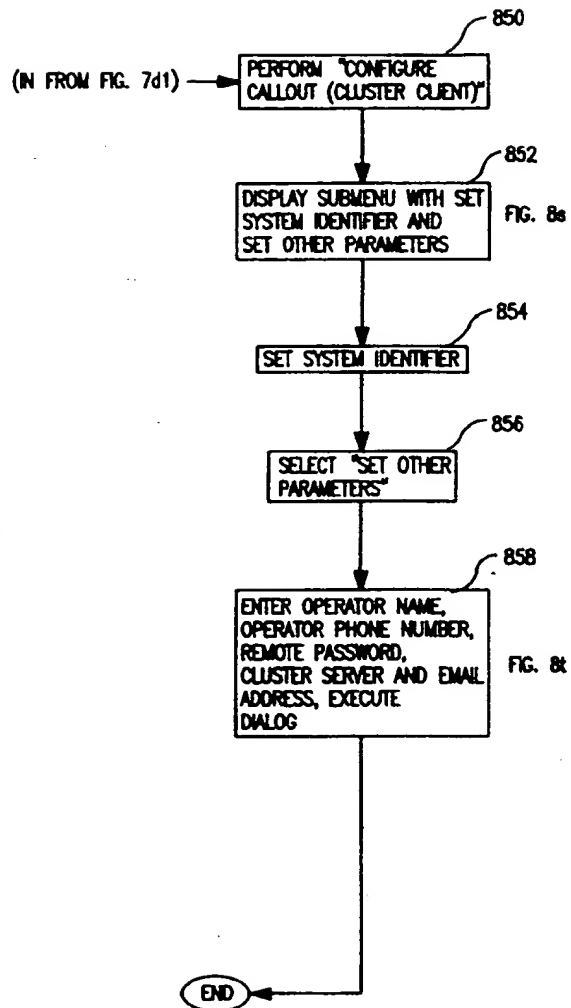 850
(IN FROM FIG. 7d1)
PERFORM "CONFIGURE
CALLOUT (CLUSTER CLIENT)"
852
DISPLAY SUBMENU WITH SET
SYSTEM IDENTIFIER AND
SET OTHER PARAMETERS
FIG. 8s
854
SET SYSTEM IDENTIFIER
856
SELECT "SET OTHER
PARAMETERS"
858
ENTER OPERATOR NAME,
OPERATOR PHONE NUMBER,
REMOTE PASSWORD,
CLUSTER SERVER AND EMAIL
ADDRESS, EXECUTE
DIALOG
FIG. 8t
END